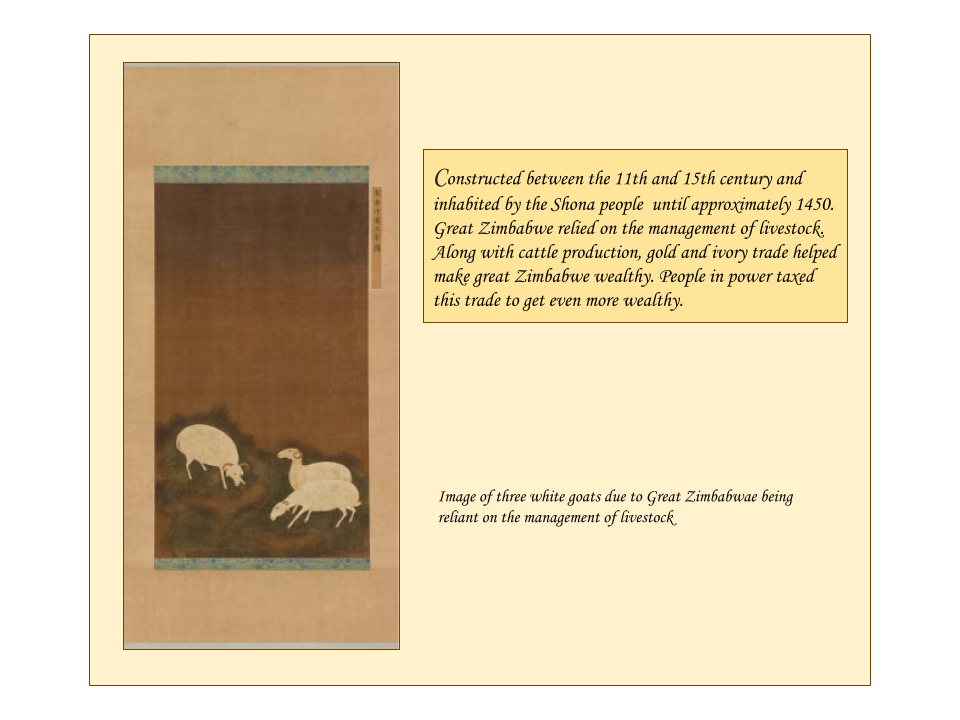 Constructed between the 11th and 15th century and
inhabited by the Shona people until approximately 1450.
Great Zimbabwe relied on the management of livestock.
Along with cattle production, gold and ivory trade helped
make great Zimbabwe wealthy. People in power taxed
this trade to get even more wealthy.
Image of three white goats due to Great Zimbabwae being
reliant on the management of livestock